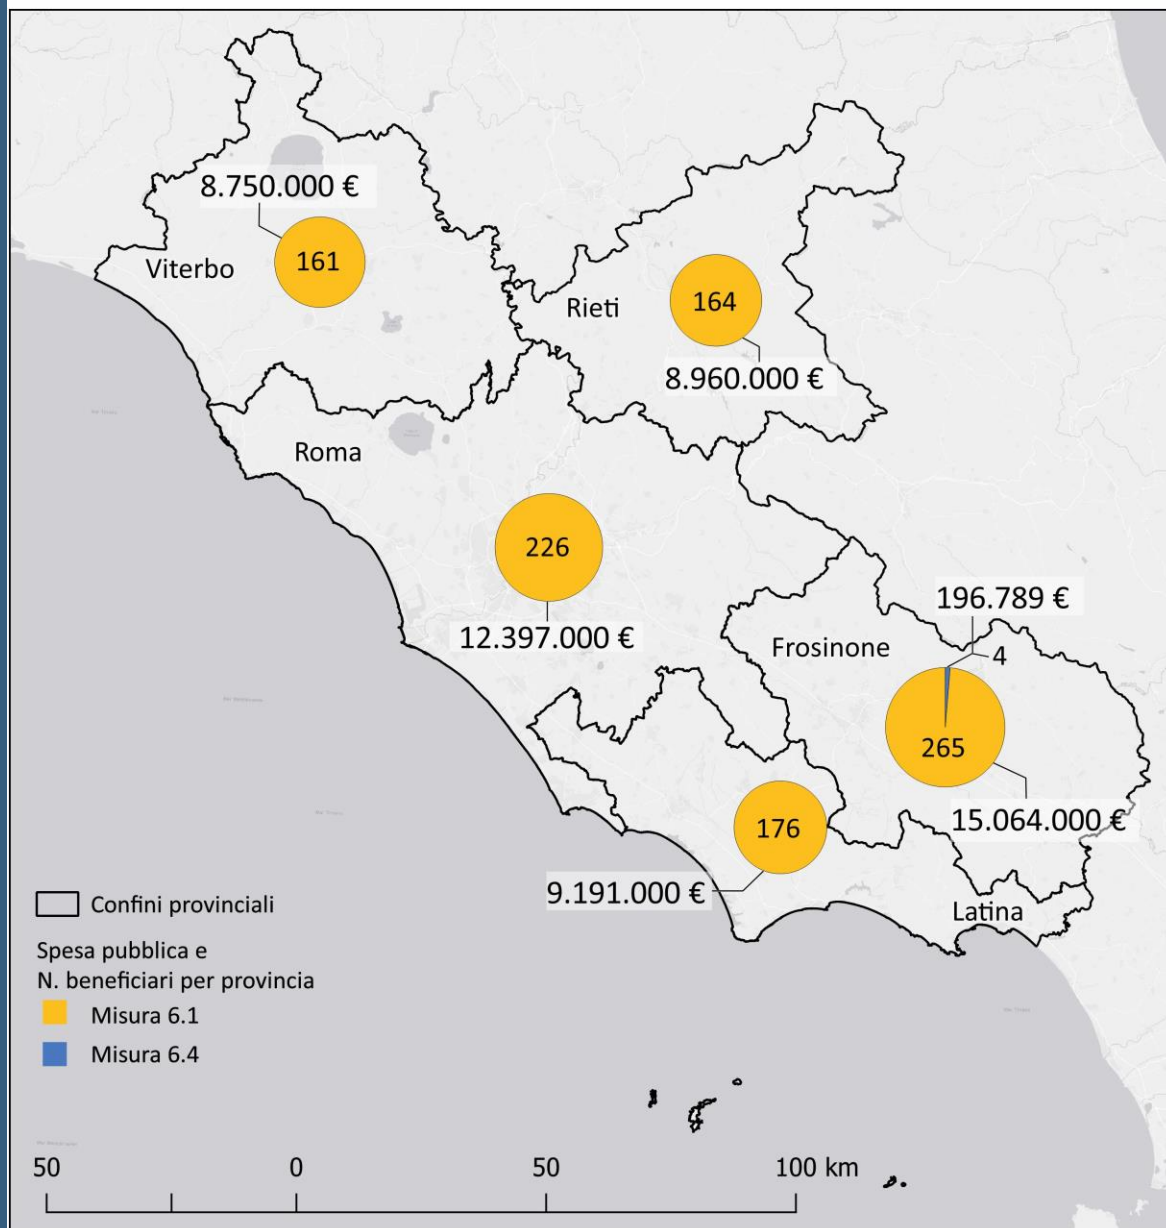 8.750.000 €
161
Viterbo
164
Rieti
8.960.000 €
Roma
226
12.397.000 €
196.789 €
4
Frosinone
265
15.064.000 €
176
9.191.000 €
Latina
Confini provinciali
Spesa pubblica e
N. beneficiari per provincia
Misura 6.1
Misura 6.4
50 0 50 100 km